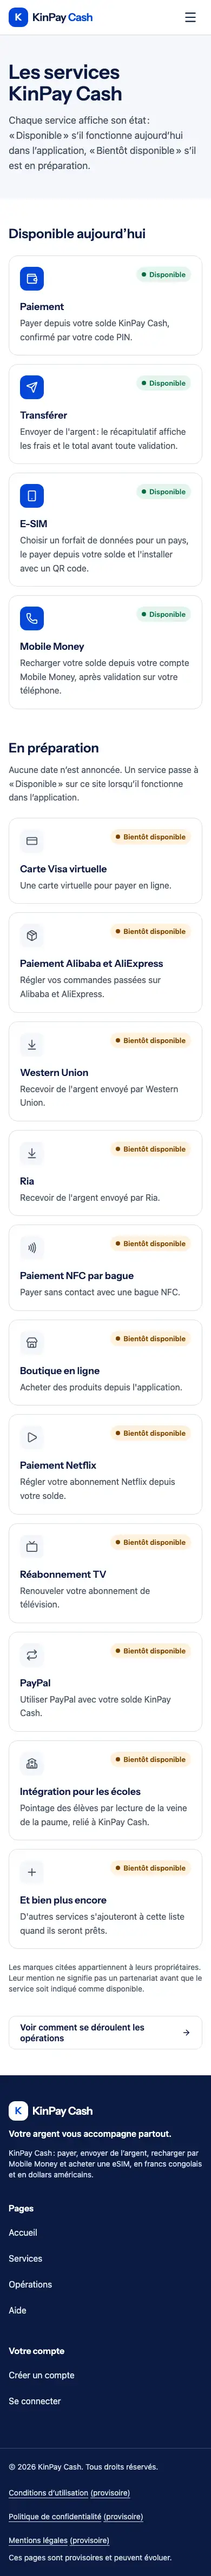 K KinPay Cash
Les services
KinPay Cash
Chaque service affiche son état :
« Disponible » s'il fonctionne aujourd'hui
dans l'application, « Bientôt disponible » s'il
est en préparation.
Disponible aujourd'hui
Disponible
Paiement
Payer depuis votre solde KinPay Cash,
confirmé par votre code PIN.
Disponible
Transférer
Envoyer de l'argent : le récapitulatif affiche
les frais et le total avant toute validation.
Disponible
E-SIM
Choisir un forfait de données pour un pays,
le payer depuis votre solde et l'installer
avec un QR code.
Disponible
Mobile Money
Recharger votre solde depuis votre compte
Mobile Money, après validation sur votre
téléphone.
En préparation
Aucune date n'est annoncée. Un service passe à
« Disponible » sur ce site lorsqu'il fonctionne
dans l'application.
Bientôt disponible
Carte Visa virtuelle
Une carte virtuelle pour payer en ligne.
Bientôt disponible
Paiement Alibaba et AliExpress
Régler vos commandes passées sur
Alibaba et AliExpress.
Bientôt disponible
Western Union
Recevoir de l'argent envoyé par Western
Union.
Bientôt disponible
Ria
Recevoir de l'argent envoyé par Ria.
Bientôt disponible
Paiement NFC par bague
Payer sans contact avec une bague NFC.
Bientôt disponible
Boutique en ligne
Acheter des produits depuis l'application.
Bientôt disponible
Paiement Netflix
Régler votre abonnement Netflix depuis
votre solde.
Bientôt disponible
Réabonnement TV
Renouveler votre abonnement de
télévision.
Bientôt disponible
PayPal
Utiliser PayPal avec votre solde KinPay
Cash.
Bientôt disponible
Intégration pour les écoles
Pointage des élèves par lecture de la veine
de la paume, relié à KinPay Cash.
Bientôt disponible
Et bien plus encore
D'autres services s'ajouteront à cette liste
quand ils seront prêts.
Les marques citées appartiennent à leurs propriétaires.
Leur mention ne signifie pas un partenariat avant que le
service soit indiqué comme disponible.
Voir comment se déroulent les
opérations
K KinPay Cash
Votre argent vous accompagne partout.
KinPay Cash : payer, envoyer de l'argent, recharger par
Mobile Money et acheter une eSIM, en francs congolais
et en dollars américains.
Pages
Accueil
Services
Opérations
Aide
Votre compte
Créer un compte
Se connecter
© 2026 KinPay Cash. Tous droits réservés.
Conditions d'utilisation (provisoire)
Politique de confidentialité (provisoire)
Mentions légales (provisoire)
Ces pages sont provisoires et peuvent évoluer.